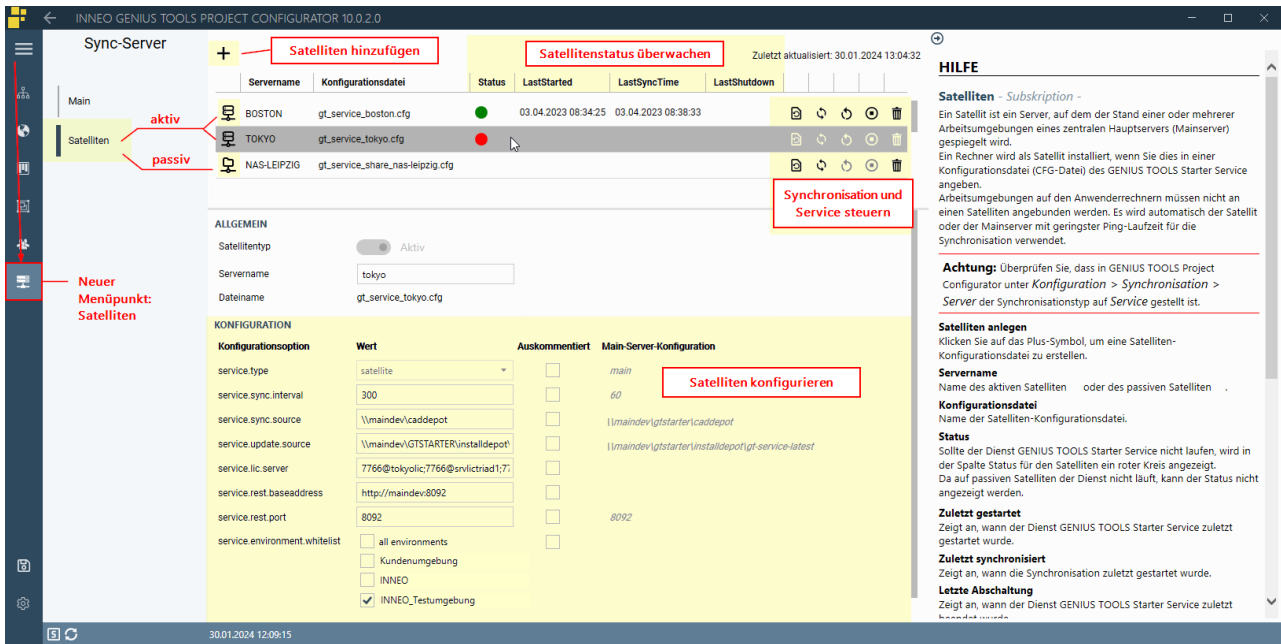 INNEO GENIUS TOOLS PROJECT CONFIGURATOR 10.0.2.0
Sync-Server
Main
Satelliten
aktiv
passiv
Neuer
Menüpunkt:
Satelliten
Satelliten hinzufügen
Satellitenstatus überwachen
Zuletzt aktualisiert: 30.01.2024 13:04:32
Servername Konfigurationsdatei Status LastStarted LastSyncTime LastShutdown
BOSTON gt_service_boston.cfg 03.04.2023 08:34:25 03.04.2023 08:38:33
TOKYO gt_service_tokyo.cfg
NAS-LEIPZIG gt_service_share_nas-leipzig.cfg
Synchronisation und
Service steuern
ALLGEMEIN
Satellitentyp Aktiv
Servername tokyo
Dateiname gt_service_tokyo.cfg
KONFIGURATION
Konfigurationsoption Wert Auskommentiert Main-Server-Konfiguration
service.type satellite main
Satelliten konfigurieren
service.sync.interval 300 60
service.sync.source \\maindev\caddepot \\maindev\gtstarter\caddepot
service.update.source \\maindev\GTSTARTER\installdepot\ \\maindev\gtstarter\installdepot\gt-service-latest
service.lic.server 7766@tokyolic;7766@srvlictriad1;77
service.rest.baseaddress http://maindev:8092
service.rest.port 8092 8092
service.environment.whitelist all environments
Kundenumgebung
INNEO
INNEO_Testumgebung
HILFE
Satelliten - Subskription -
Ein Satellit ist ein Server, auf dem der Stand einer oder mehrerer
Arbeitsumgebungen eines zentralen Hauptservers (Mainserver)
gespiegelt wird.
Ein Rechner wird als Satellit installiert, wenn Sie dies in einer
Konfigurationsdatei (CFG-Datei) des GENIUS TOOLS Starter Service
angeben.
Arbeitsumgebungen auf den Anwenderrechnern müssen nicht an
einen Satelliten angebunden werden. Es wird automatisch der Satellit
oder der Mainserver mit geringster Ping-Laufzeit für die
Synchronisation verwendet.
Achtung: Überprüfen Sie, dass in GENIUS TOOLS Project
Configurator unter Konfiguration > Synchronisation >
Server der Synchronisationstyp auf Service gestellt ist.
Satelliten anlegen
Klicken Sie auf das Plus-Symbol, um eine Satelliten-
Konfigurationsdatei zu erstellen.
Servername
Name des aktiven Satelliten oder des passiven Satelliten .
Konfigurationsdatei
Name der Satelliten-Konfigurationsdatei.
Status
Sollte der Dienst GENIUS TOOLS Starter Service nicht laufen, wird in
der Spalte Status für den Satelliten ein roter Kreis angezeigt.
Da auf passiven Satelliten der Dienst nicht läuft, kann der Status nicht
angezeigt werden.
Zuletzt gestartet
Zeigt an, wann der Dienst GENIUS TOOLS Starter Service zuletzt
gestartet wurde.
Zuletzt synchronisiert
Zeigt an, wann die Synchronisation zuletzt gestartet wurde.
Letzte Abschaltung
Zeigt an, wann der Dienst GENIUS TOOLS Starter Service zuletzt
beendet wurde.
S 30.01.2024 12:09:15